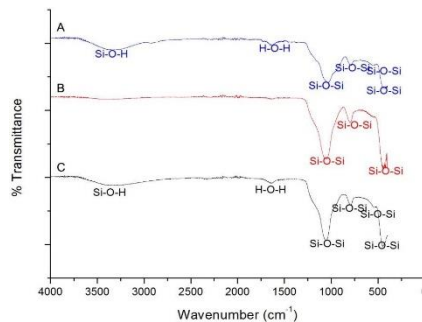 A
Si-O-H
H-O-H
Si-O-Si
Si-O-Si
Si-O-Si
Si-O-Si
B
Si-O-Si
Si-O-Si
Si-O-Si
C
Si-O-H
H-O-H
Si-O-Si
Si-O-Si
Si-O-Si
Si-O-Si
% Transmittance
4000 3500 3000 2500 2000 1500 1000 500
Wavenumber (cm⁻¹)